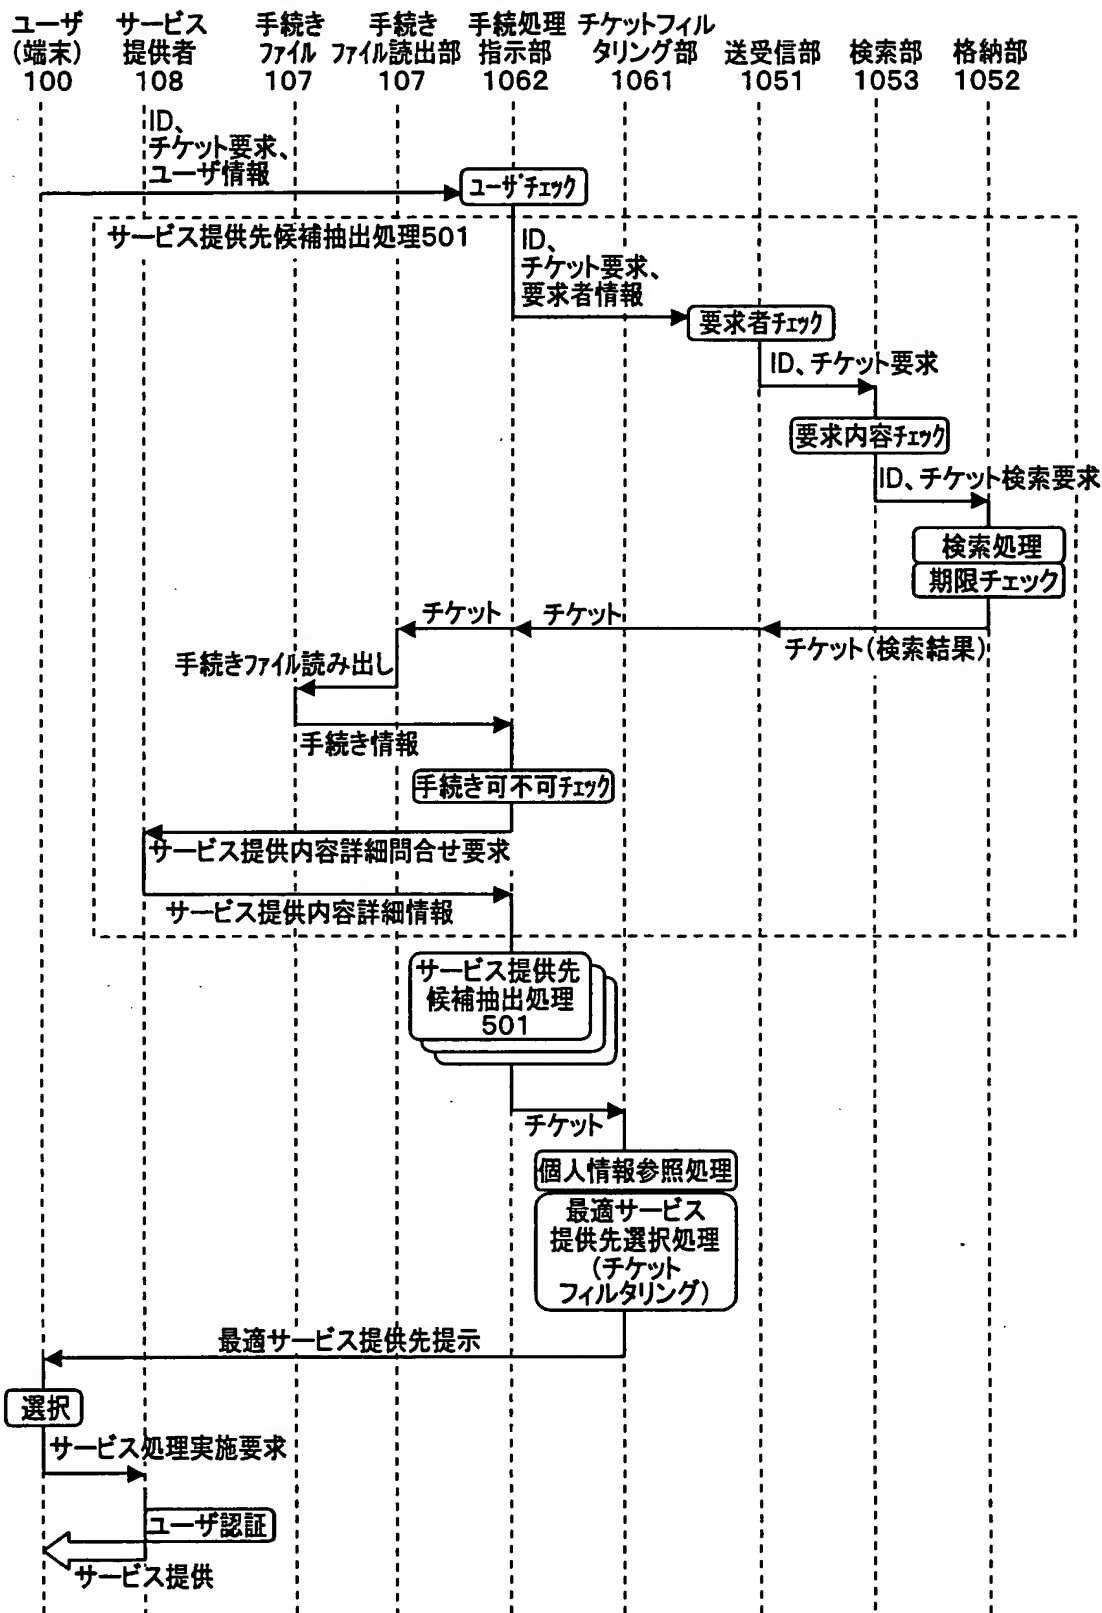 ユーザ
(端末)
100
サービス
提供者
108
手続き
ファイル
107
手続き
ファイル読出部
107
手続処理
指示部
1062
チケットフィル
タリング部
1061
送受信部
1051
検索部
1053
格納部
1052
ID、
チケット要求、
ユーザ情報
ユーザチェック
サービス提供先候補抽出処理501
ID、
チケット要求、
要求者情報
要求者チェック
ID、チケット要求
要求内容チェック
ID、チケット検索要求
検索処理
期限チェック
チケット
チケット
チケット(検索結果)
手続きファイル読み出し
手続き情報
手続き可不可チェック
サービス提供内容詳細問合せ要求
サービス提供内容詳細情報
サービス提供先
候補抽出処理
501
チケット
個人情報参照処理
最適サービス
提供先選択処理
(チケット
フィルタリング)
最適サービス提供先提示
選択
サービス処理実施要求
ユーザ認証
サービス提供